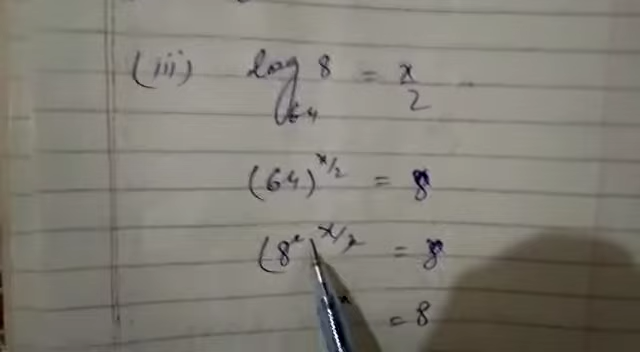 (iii) log₆₄ 8 = x/2
(64)^x/2 = 8
(8²)^x/2 = 8
x = 8